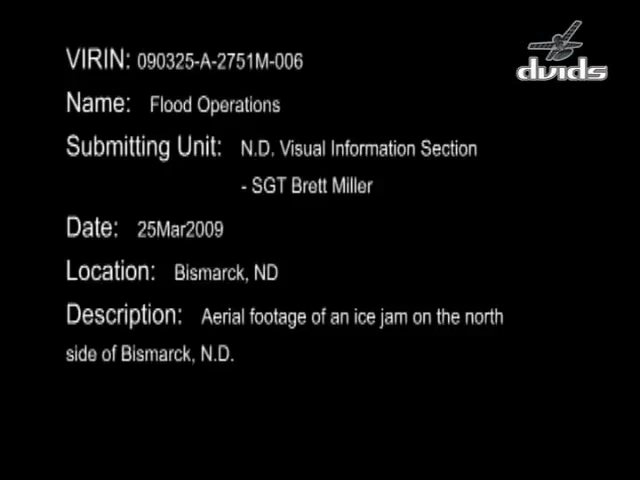 dvids
VIRIN: 090325-A-2751M-006
Name: Flood Operations
Submitting Unit: N.D. Visual Information Section
- SGT Brett Miller
Date: 25Mar2009
Location: Bismarck, ND
Description: Aerial footage of an ice jam on the north
side of Bismarck, N.D.